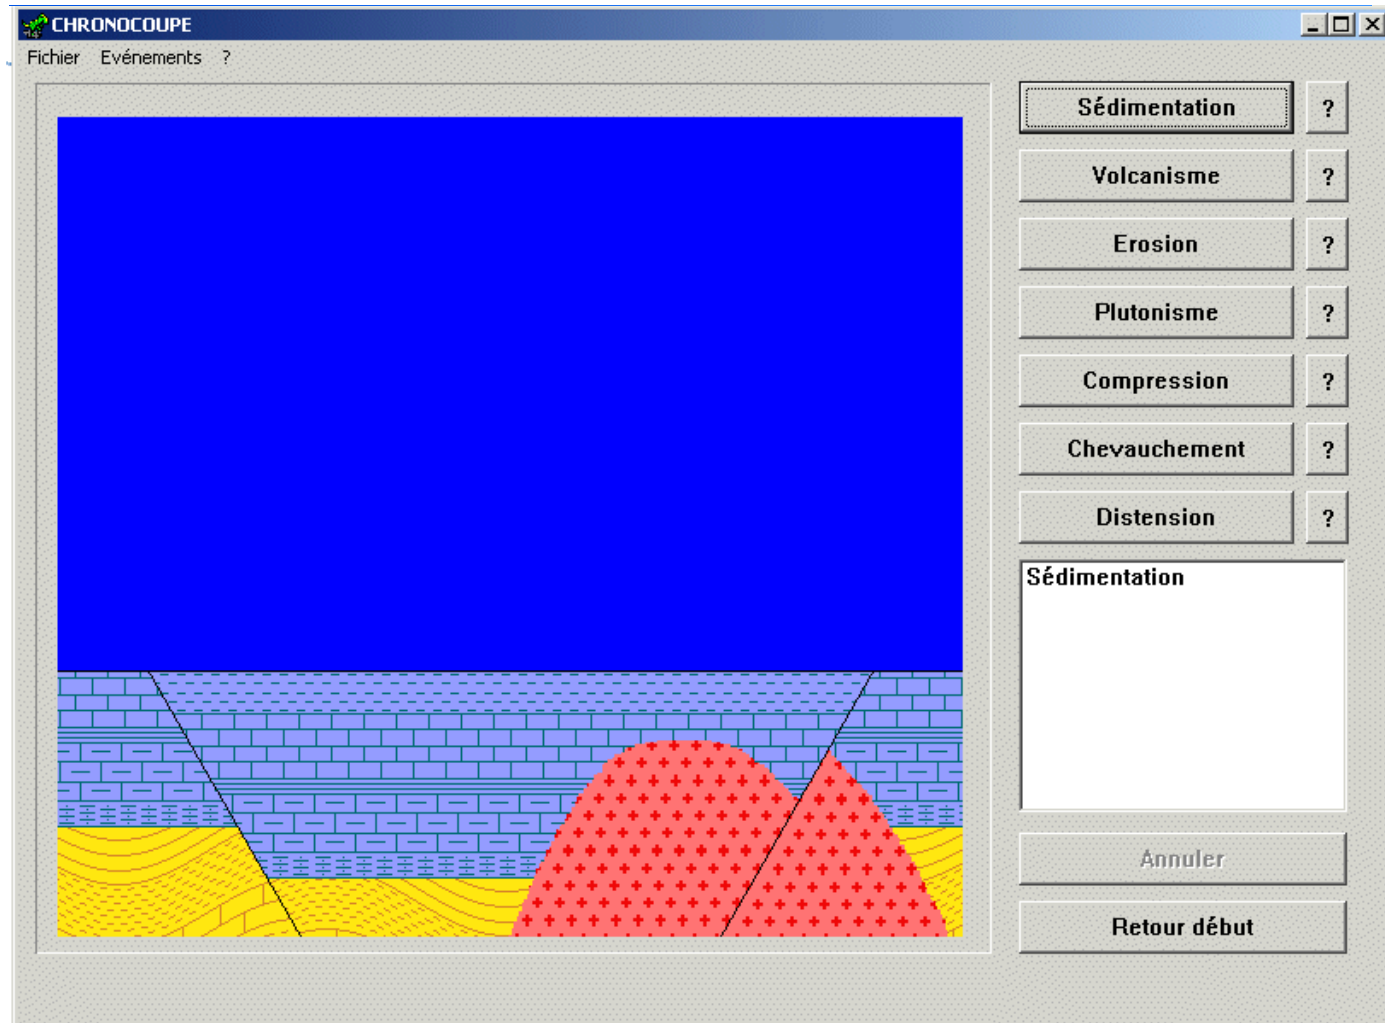 CHRONOCOUPE
Fichier Evénements ?
Sédimentation ?
Volcanisme ?
Erosion ?
Plutonisme ?
Compression ?
Chevauchement ?
Distension ?
Sédimentation
Annuler
Retour début